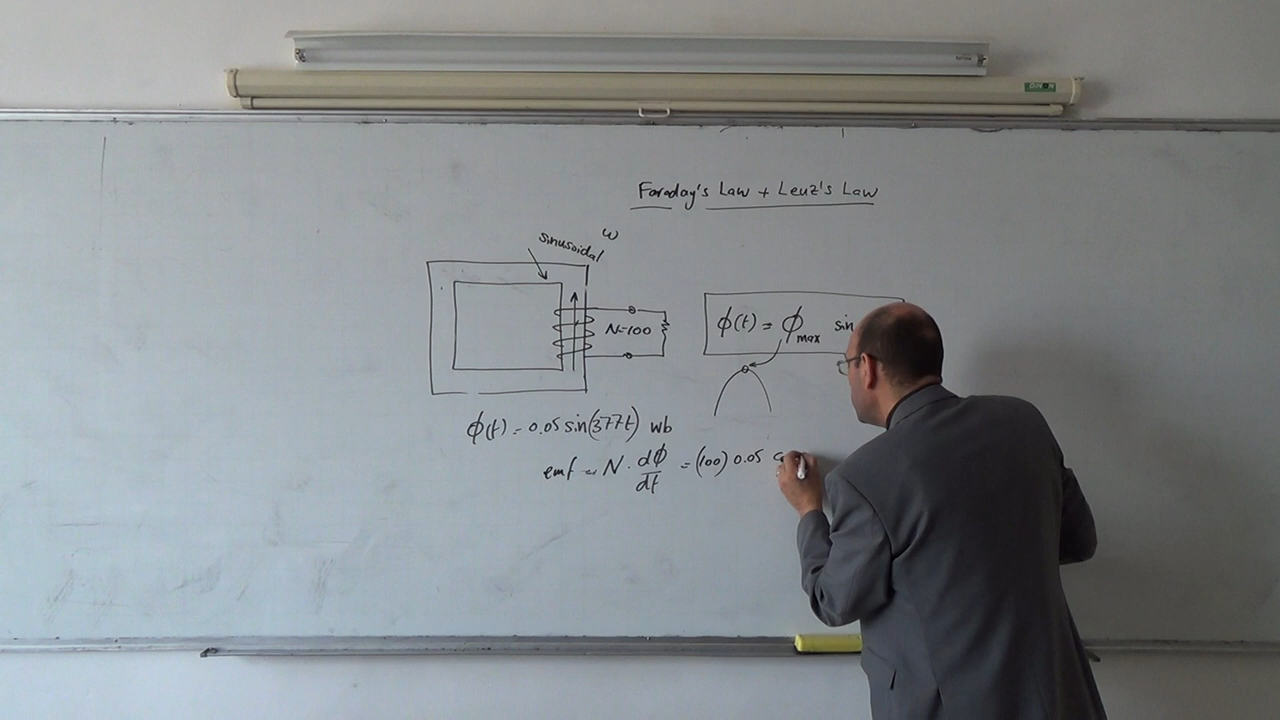 Faraday's Law + Lenz's Law
sinusoidal ω
N=100
ϕ(t) = ϕmax sin
ϕ(t) = 0.05 sin(377t) wb
emf = N · dϕ/dt = (100) 0.05 c